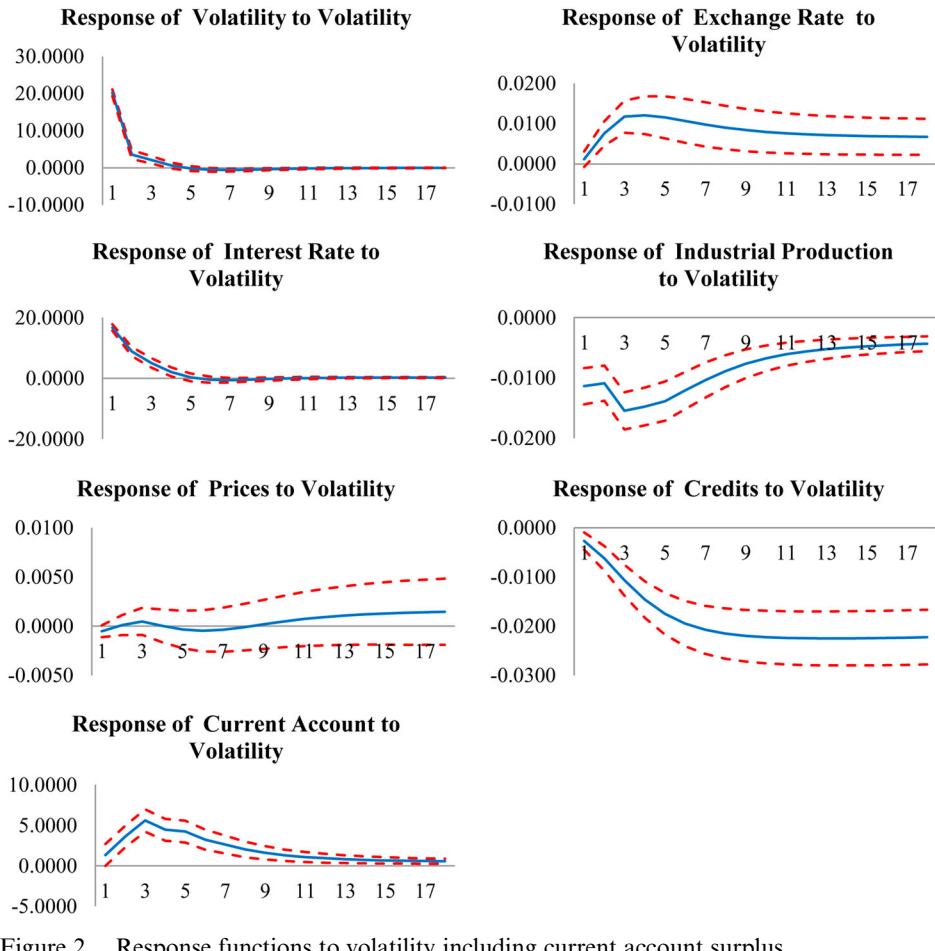 Response of Volatility to Volatility
30.0000
20.0000
10.0000
0.0000
-10.0000
1 3 5 7 9 11 13 15 17
Response of Exchange Rate to
Volatility
0.0200
0.0100
0.0000
-0.0100
1 3 5 7 9 11 13 15 17
Response of Interest Rate to
Volatility
20.0000
0.0000
-20.0000
1 3 5 7 9 11 13 15 17
Response of Industrial Production
to Volatility
0.0000
-0.0100
-0.0200
1 3 5 7 9 11 13 15 17
Response of Prices to Volatility
0.0100
0.0050
0.0000
-0.0050
1 3 5 7 9 11 13 15 17
Response of Credits to Volatility
0.0000
-0.0100
-0.0200
-0.0300
1 3 5 7 9 11 13 15 17
Response of Current Account to
Volatility
10.0000
5.0000
0.0000
-5.0000
1 3 5 7 9 11 13 15 17
Figure 2. Response functions to volatility including current account surplus